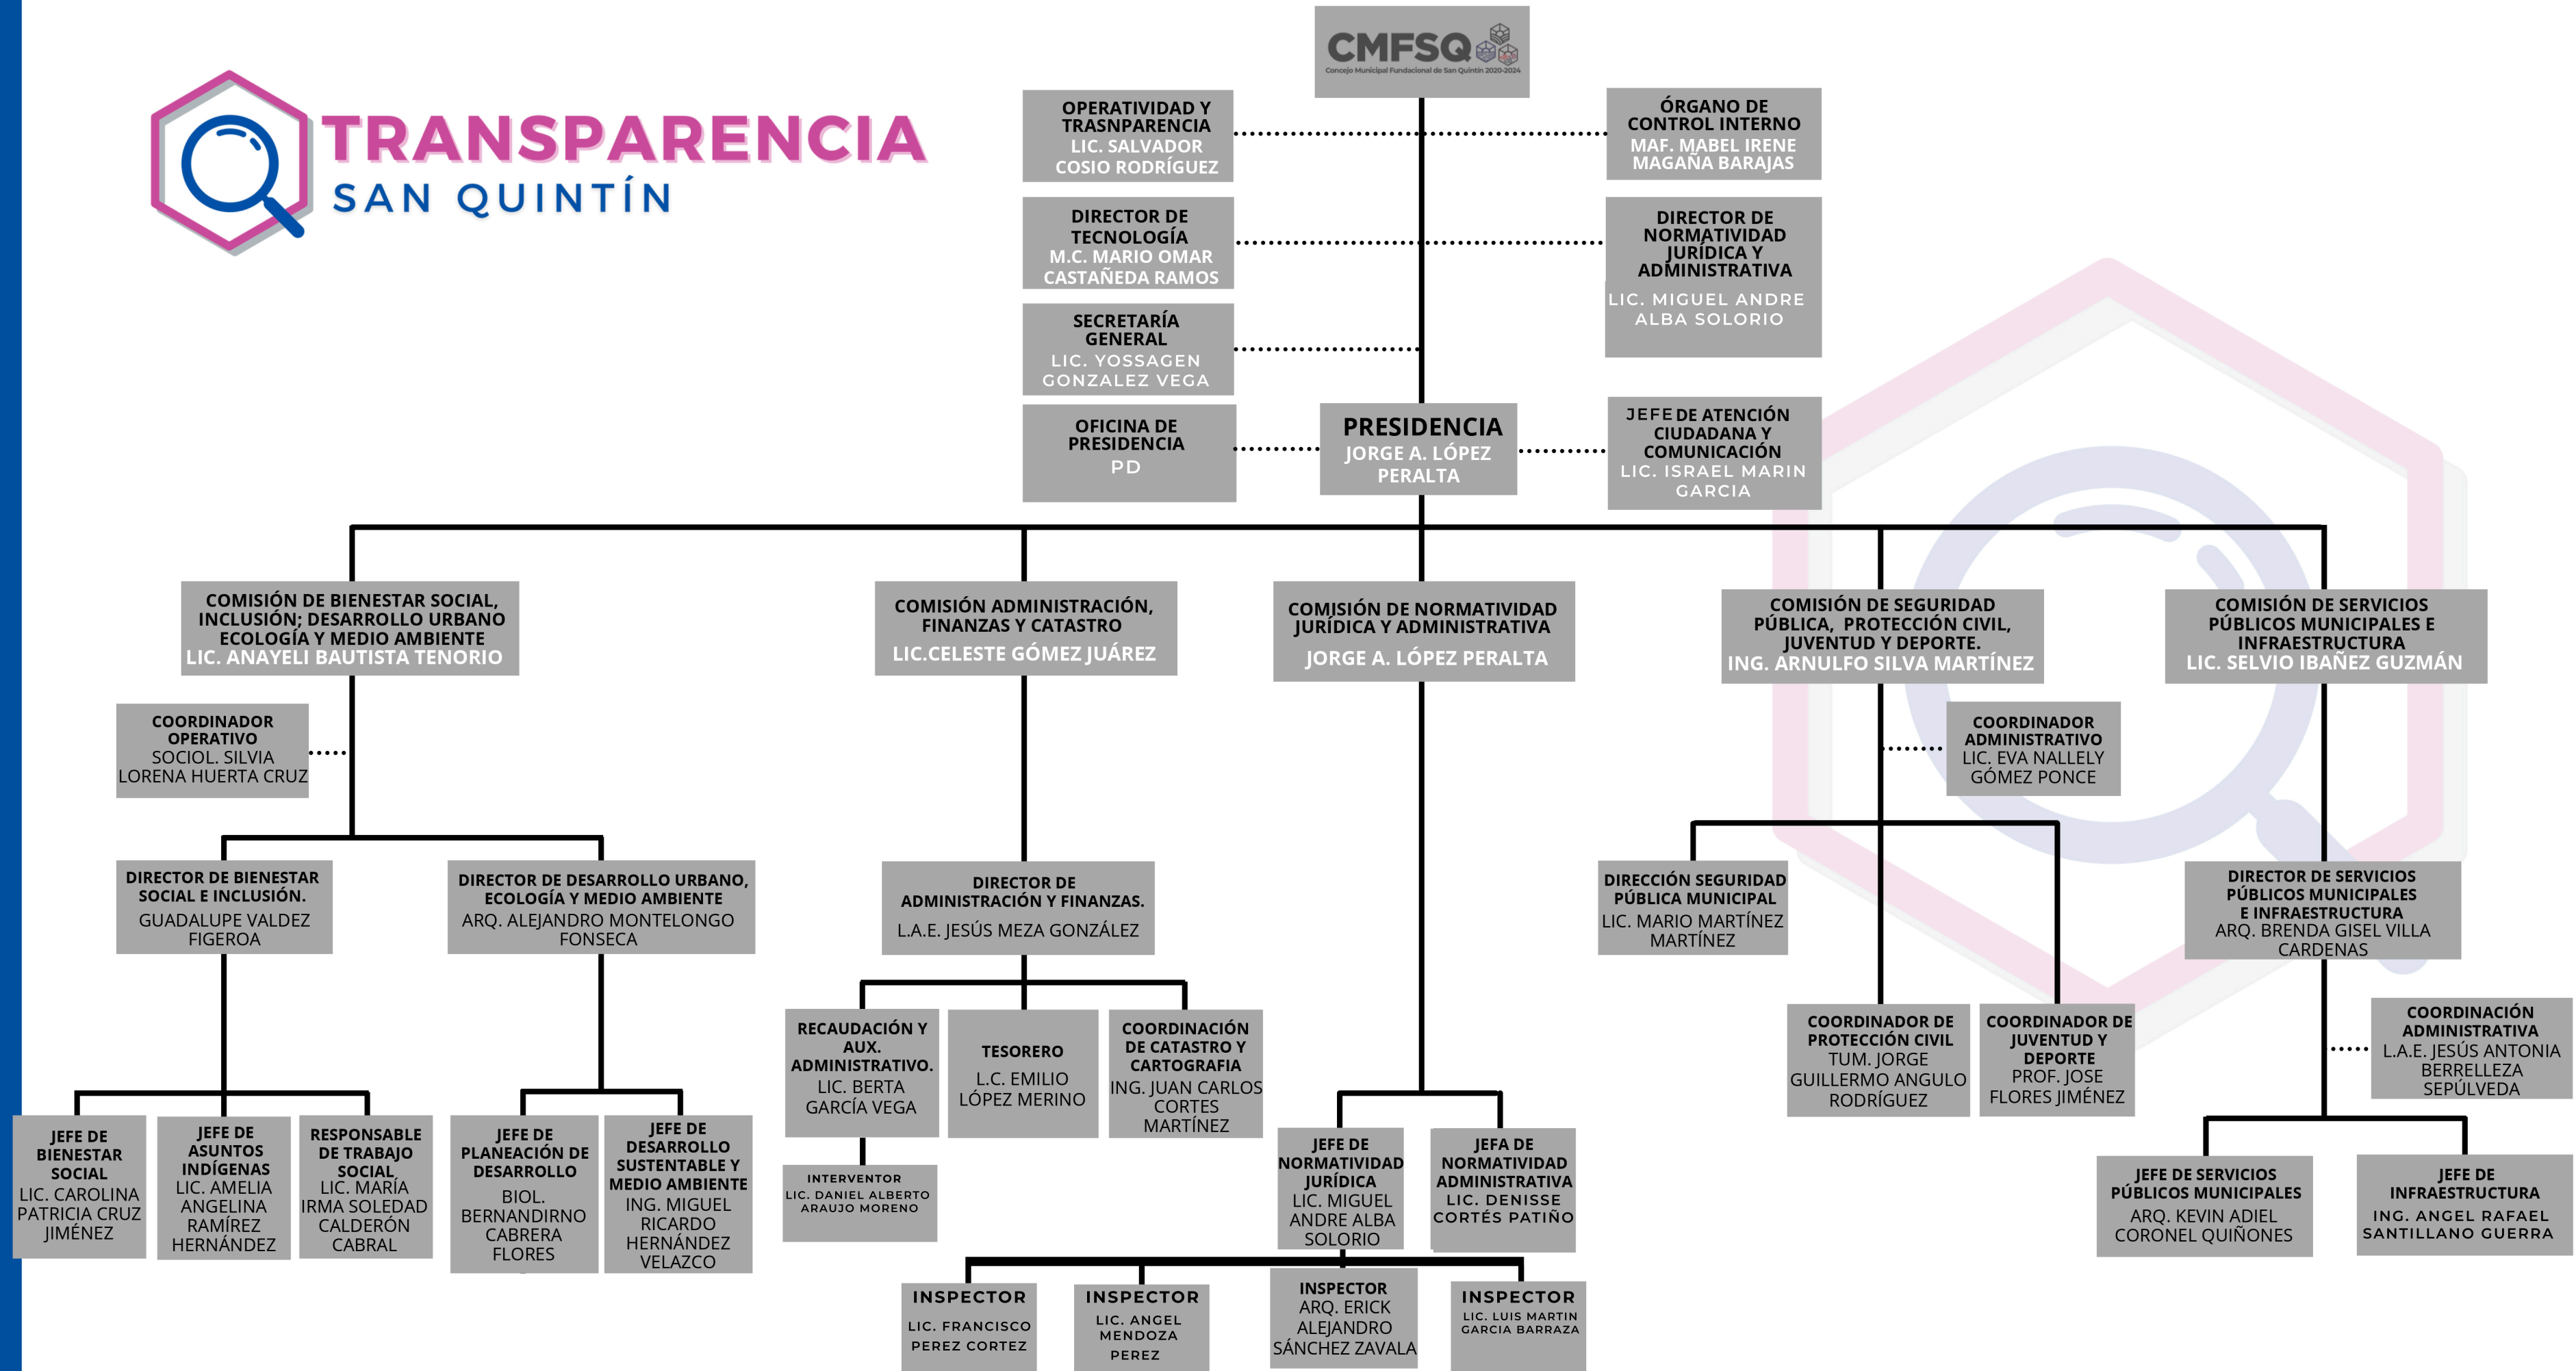 TRANSPARENCIA
SAN QUINTÍN
CMFSQ
Concejo Municipal Fundacional de San Quintín 2020-2024
OPERATIVIDAD Y
TRASNPARENCIA
LIC. SALVADOR
COSIO RODRÍGUEZ
ÓRGANO DE
CONTROL INTERNO
MAF. MABEL IRENE
MAGAÑA BARAJAS
DIRECTOR DE
TECNOLOGÍA
M.C. MARIO OMAR
CASTAÑEDA RAMOS
DIRECTOR DE
NORMATIVIDAD
JURÍDICA Y
ADMINISTRATIVA
LIC. MIGUEL ANDRE
ALBA SOLORIO
SECRETARÍA
GENERAL
LIC. YOSSAGEN
GONZALEZ VEGA
OFICINA DE
PRESIDENCIA
PD
PRESIDENCIA
JORGE A. LÓPEZ
PERALTA
JEFE DE ATENCIÓN
CIUDADANA Y
COMUNICACIÓN
LIC. ISRAEL MARIN
GARCIA
COMISIÓN DE BIENESTAR SOCIAL,
INCLUSIÓN; DESARROLLO URBANO
ECOLOGÍA Y MEDIO AMBIENTE
LIC. ANAYELI BAUTISTA TENORIO
COMISIÓN ADMINISTRACIÓN,
FINANZAS Y CATASTRO
LIC.CELESTE GÓMEZ JUÁREZ
COMISIÓN DE NORMATIVIDAD
JURÍDICA Y ADMINISTRATIVA
JORGE A. LÓPEZ PERALTA
COMISIÓN DE SEGURIDAD
PÚBLICA, PROTECCIÓN CIVIL,
JUVENTUD Y DEPORTE.
ING. ARNULFO SILVA MARTÍNEZ
COMISIÓN DE SERVICIOS
PÚBLICOS MUNICIPALES E
INFRAESTRUCTURA
LIC. SELVIO IBAÑEZ GUZMÁN
COORDINADOR
OPERATIVO
SOCIOL. SILVIA
LORENA HUERTA CRUZ
COORDINADOR
ADMINISTRATIVO
LIC. EVA NALLELY
GÓMEZ PONCE
DIRECTOR DE BIENESTAR
SOCIAL E INCLUSIÓN.
GUADALUPE VALDEZ
FIGEROA
DIRECTOR DE DESARROLLO URBANO,
ECOLOGÍA Y MEDIO AMBIENTE
ARQ. ALEJANDRO MONTELONGO
FONSECA
DIRECTOR DE
ADMINISTRACIÓN Y FINANZAS.
L.A.E. JESÚS MEZA GONZÁLEZ
DIRECCIÓN SEGURIDAD
PÚBLICA MUNICIPAL
LIC. MARIO MARTÍNEZ
MARTÍNEZ
DIRECTOR DE SERVICIOS
PÚBLICOS MUNICIPALES
E INFRAESTRUCTURA
ARQ. BRENDA GISEL VILLA
CARDENAS
RECAUDACIÓN Y
AUX.
ADMINISTRATIVO.
LIC. BERTA
GARCÍA VEGA
TESORERO
L.C. EMILIO
LÓPEZ MERINO
COORDINACIÓN
DE CATASTRO Y
CARTOGRAFIA
ING. JUAN CARLOS
CORTES
MARTÍNEZ
COORDINADOR DE
PROTECCIÓN CIVIL
TUM. JORGE
GUILLERMO ANGULO
RODRÍGUEZ
COORDINADOR DE
JUVENTUD Y
DEPORTE
PROF. JOSE
FLORES JIMÉNEZ
COORDINACIÓN
ADMINISTRATIVA
L.A.E. JESÚS ANTONIA
BERRELLEZA
SEPÚLVEDA
JEFE DE
BIENESTAR
SOCIAL
LIC. CAROLINA
PATRICIA CRUZ
JIMÉNEZ
JEFE DE
ASUNTOS
INDÍGENAS
LIC. AMELIA
ANGELINA
RAMÍREZ
HERNÁNDEZ
RESPONSABLE
DE TRABAJO
SOCIAL
LIC. MARÍA
IRMA SOLEDAD
CALDERÓN
CABRAL
JEFE DE
PLANEACIÓN DE
DESARROLLO
BIOL.
BERNANDIRNO
CABRERA
FLORES
JEFE DE
DESARROLLO
SUSTENTABLE Y
MEDIO AMBIENTE
ING. MIGUEL
RICARDO
HERNÁNDEZ
VELAZCO
INTERVENTOR
LIC. DANIEL ALBERTO
ARAUJO MORENO
JEFE DE
NORMATIVIDAD
JURÍDICA
LIC. MIGUEL
ANDRE ALBA
SOLORIO
JEFA DE
NORMATIVIDAD
ADMINISTRATIVA
LIC. DENISSE
CORTÉS PATIÑO
JEFE DE SERVICIOS
PÚBLICOS MUNICIPALES
ARQ. KEVIN ADIEL
CORONEL QUIÑONES
JEFE DE
INFRAESTRUCTURA
ING. ANGEL RAFAEL
SANTILLANO GUERRA
INSPECTOR
LIC. FRANCISCO
PEREZ CORTEZ
INSPECTOR
LIC. ANGEL
MENDOZA
PEREZ
INSPECTOR
ARQ. ERICK
ALEJANDRO
SÁNCHEZ ZAVALA
INSPECTOR
LIC. LUIS MARTIN
GARCIA BARRAZA